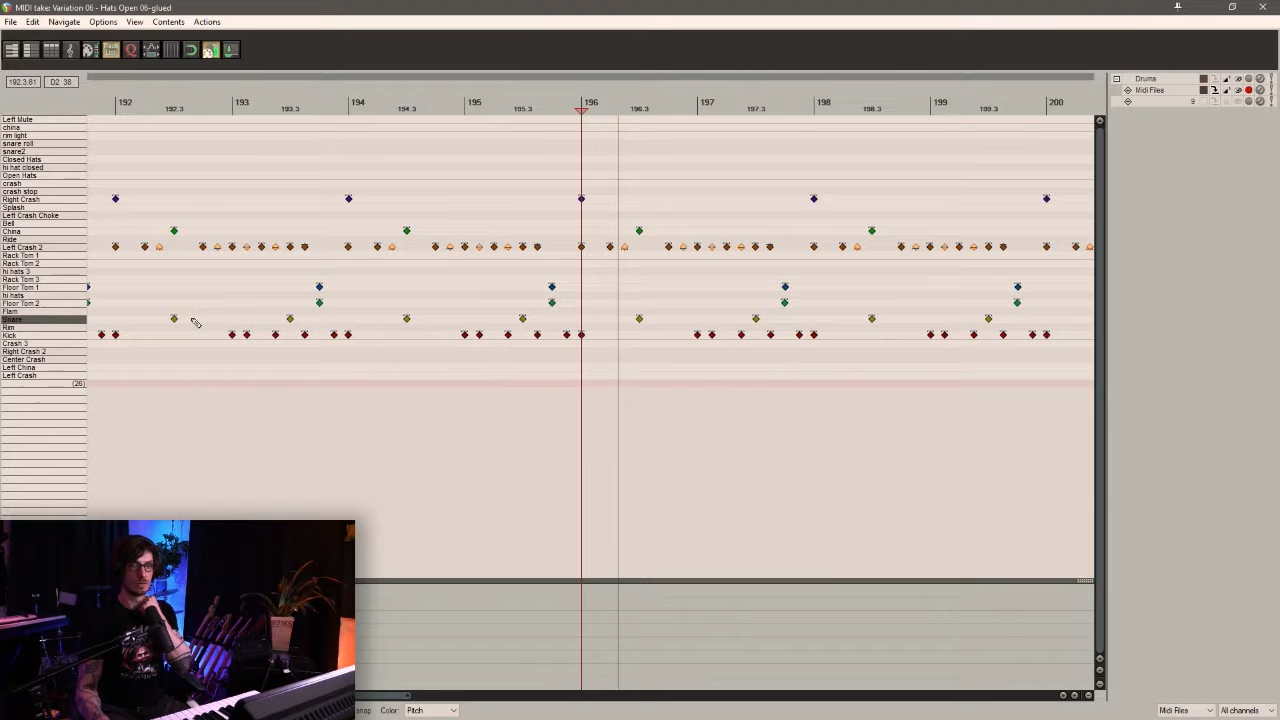 MIDI take: Variation 06 - Hats Open 06-glued
File Edit Navigate Options View Contents Actions
192.3.61 D2 38
192 193 194 195 196 197 198 199 200
192.3 193.3 194.3 195.3 196.3 197.3 198.3 199.3
Left Mute
china
rim light
snare roll
snare2
Closed Hats
hi hat closed
Open Hats
crash
crash stop
Right Crash
Splash
Left Crash Choke
Bell
China
Ride
Left Crash 2
Rack Tom 1
Rack Tom 2
hi hats 3
Rack Tom 3
Floor Tom 1
hi hats
Floor Tom 2
Flam
Snare
Rim
Kick
Crash 3
Right Crash 2
Center Crash
Left China
Left Crash
(26)
Drums
Midi Files
9
snap Color: Pitch
Midi Files All channels